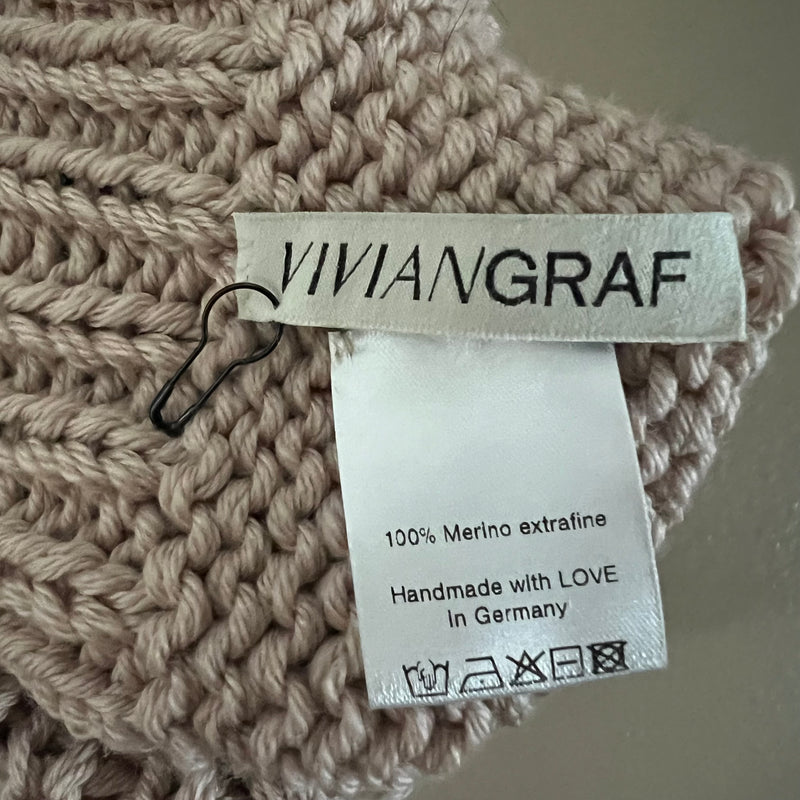 VIVIANGRAF
100% Merino extrafine
Handmade with LOVE
in Germany